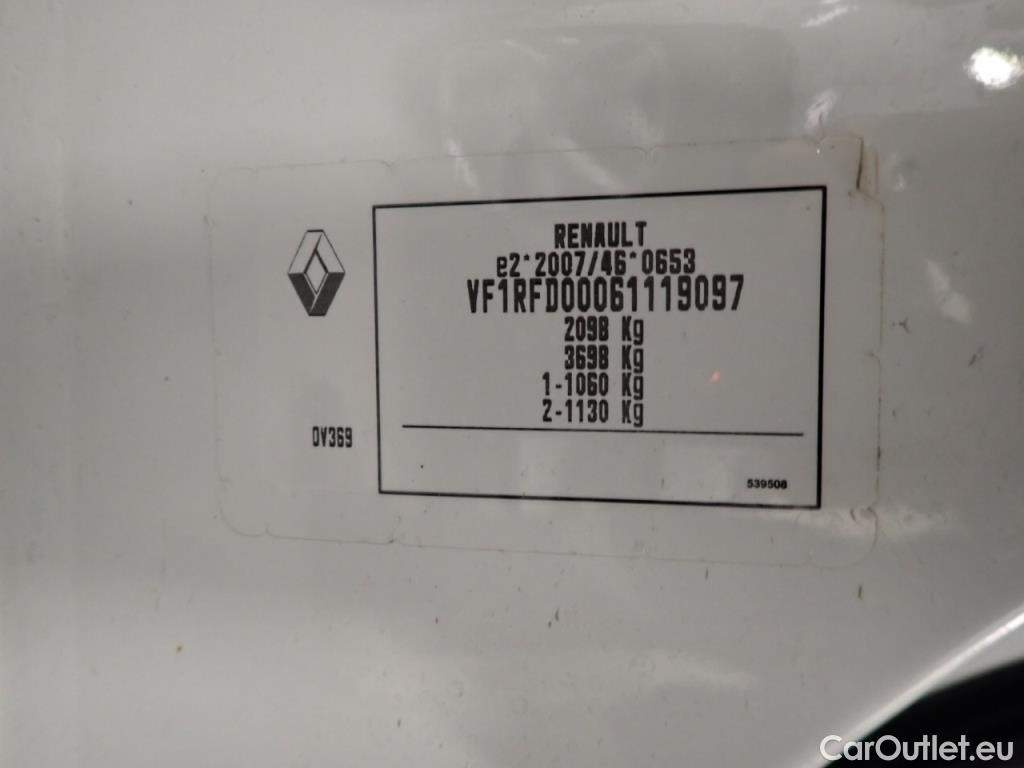 RENAULT
e2*2007/46*0653
VF1RFD00061119097
2098 Kg
3698 Kg
1-1060 Kg
2-1130 Kg
DV369
539508
CarOutlet.eu